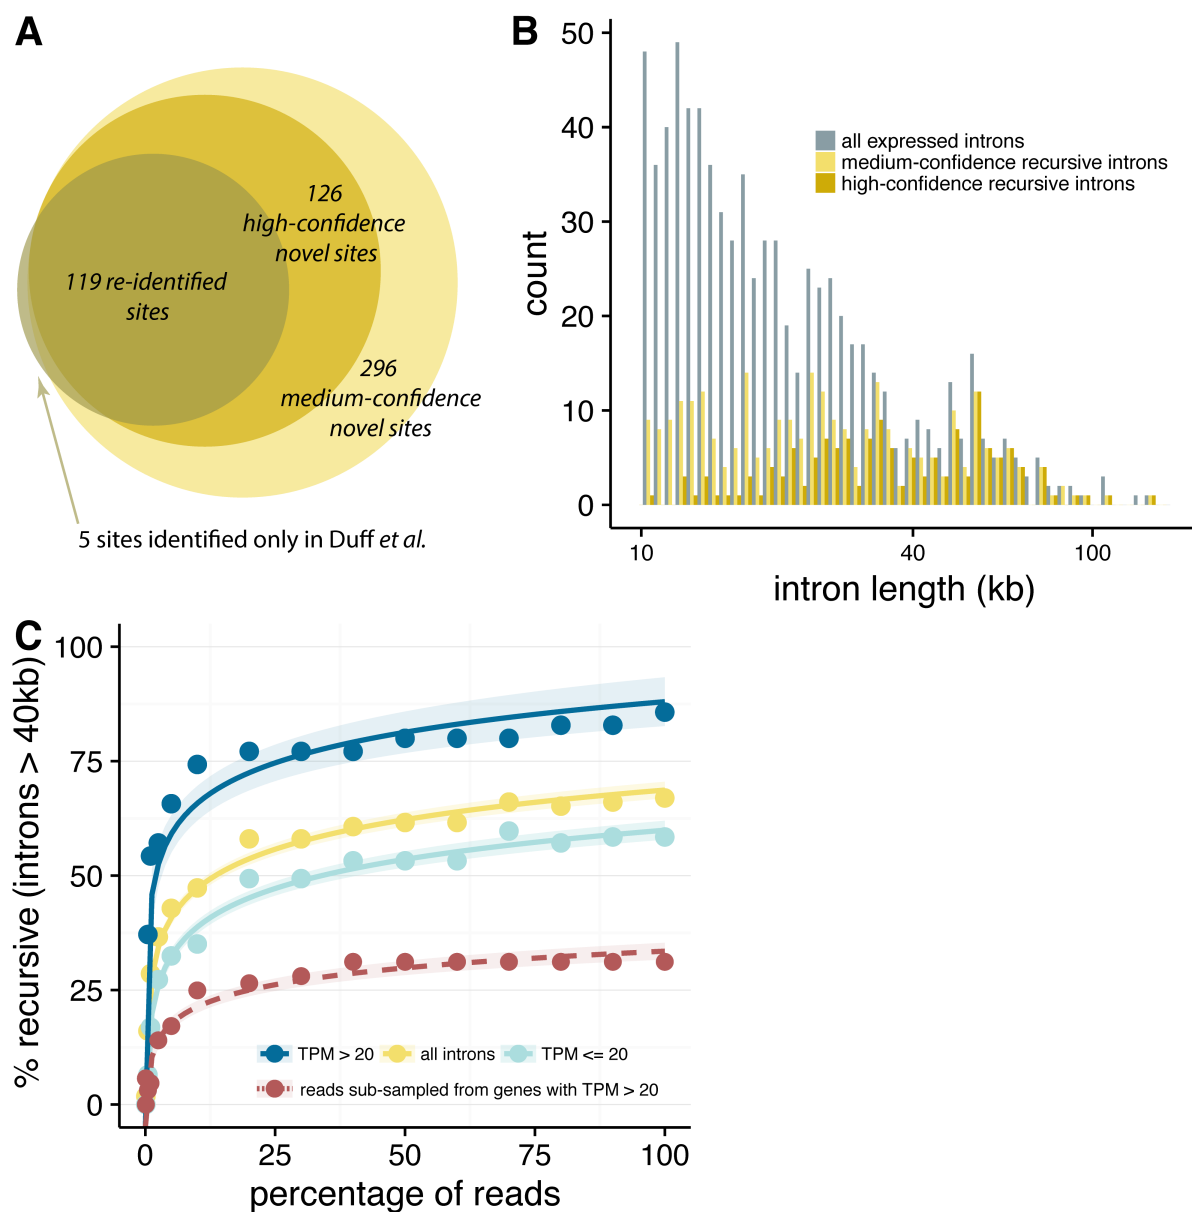 A
126
high-confidence
novel sites
119 re-identified
sites
296
medium-confidence
novel sites
5 sites identified only in Duff et al.
B
50
40
30
20
10
0
count
all expressed introns
medium-confidence recursive introns
high-confidence recursive introns
10
40
100
intron length (kb)
C
100
75
50
25
0
% recursive (introns > 40kb)
TPM > 20
all introns
TPM <= 20
reads sub-sampled from genes with TPM > 20
0
25
50
75
100
percentage of reads